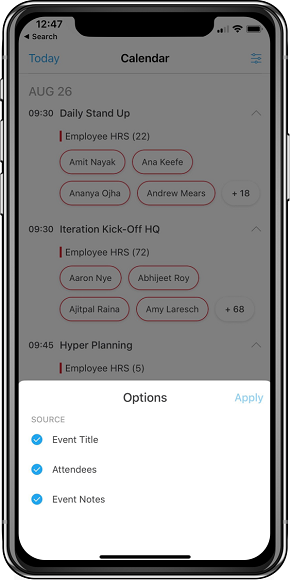 12:47
Search
Today Calendar
AUG 26
09:30 Daily Stand Up
Employee HRS (22)
Amit Nayak Ana Keefe
Ananya Ojha Andrew Mears + 18
09:30 Iteration Kick-Off HQ
Employee HRS (72)
Aaron Nye Abhijeet Roy
Ajitpal Raina Amy Laresch + 68
09:45 Hyper Planning
Employee HRS (5)
Options Apply
SOURCE
Event Title
Attendees
Event Notes